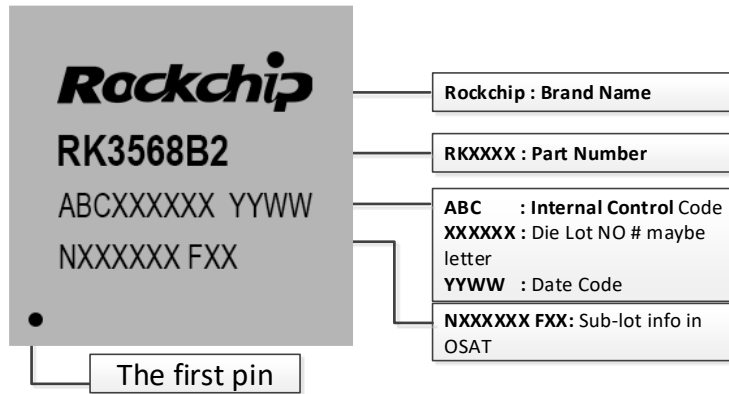 Rockchip
RK3568B2
ABCXXXXXX YYWW
NXXXXXX FXX
The first pin
Rockchip : Brand Name
RKXXXX : Part Number
ABC : Internal Control Code
XXXXXX : Die Lot NO # maybe
letter
YYWW : Date Code
NXXXXXX FXX: Sub-lot info in
OSAT